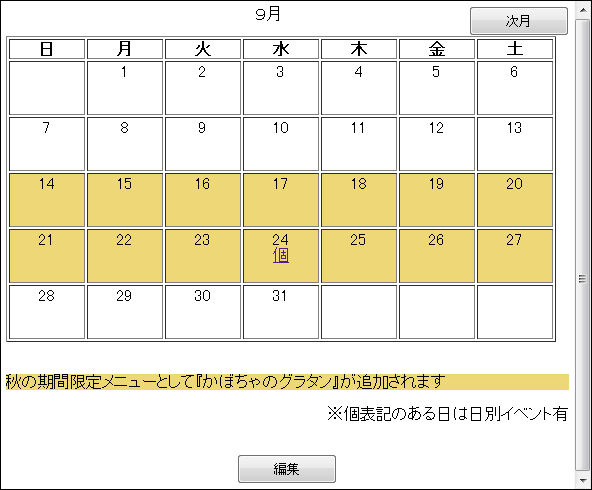 9月
次月
日 月 火 水 木 金 土
1 2 3 4 5 6
7 8 9 10 11 12 13
14 15 16 17 18 19 20
21 22 23 24 25 26 27
個
28 29 30 31
秋の期間限定メニューとして『かぼちゃのグラタン』が追加されます
※個表記のある日は日別イベント有
編集